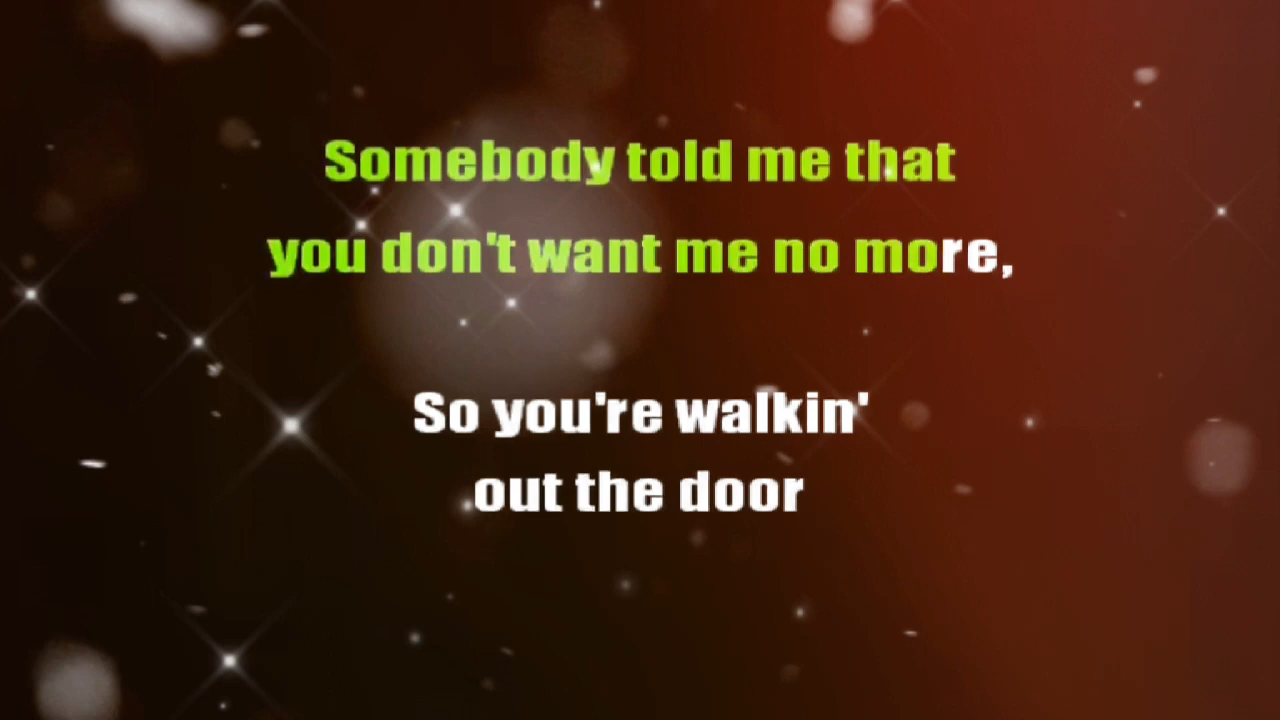 Somebody told me that
you don't want me no more,
So you're walkin'
out the door